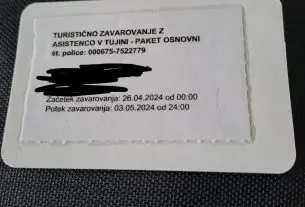 TURISTIČNO ZAVAROVANJE Z
ASISTENCO V TUJINI - PAKET OSNOVNI
št. police: 000675-7522779
Začetek zavarovanja: 26.04.2024 od 00:00
Potek zavarovanja: 03.05.2024 od 24:00